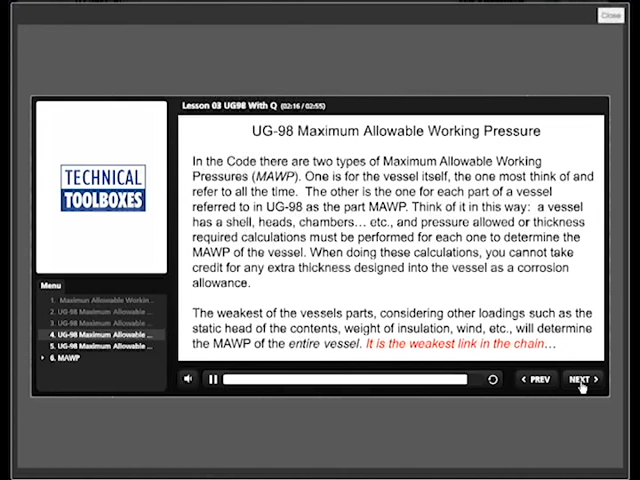 Close
Lesson 03 UG98 With Q (02:16 / 02:55)
TECHNICAL
TOOLBOXES
UG-98 Maximum Allowable Working Pressure
In the Code there are two types of Maximum Allowable Working
Pressures (MAWP). One is for the vessel itself, the one most think of and
refer to all the time. The other is the one for each part of a vessel
referred to in UG-98 as the part MAWP. Think of it in this way: a vessel
has a shell, heads, chambers… etc., and pressure allowed or thickness
required calculations must be performed for each one to determine the
MAWP of the vessel. When doing these calculations, you cannot take
credit for any extra thickness designed into the vessel as a corrosion
allowance.
The weakest of the vessels parts, considering other loadings such as the
static head of the contents, weight of insulation, wind, etc., will determine
the MAWP of the entire vessel. It is the weakest link in the chain…
Menu
1. Maximum Allowable Workin...
2. UG-98 Maximum Allowable ...
3. UG-98 Maximum Allowable ...
4. UG-98 Maximum Allowable ...
5. UG-98 Maximum Allowable ...
6. MAWP
PREV
NEXT